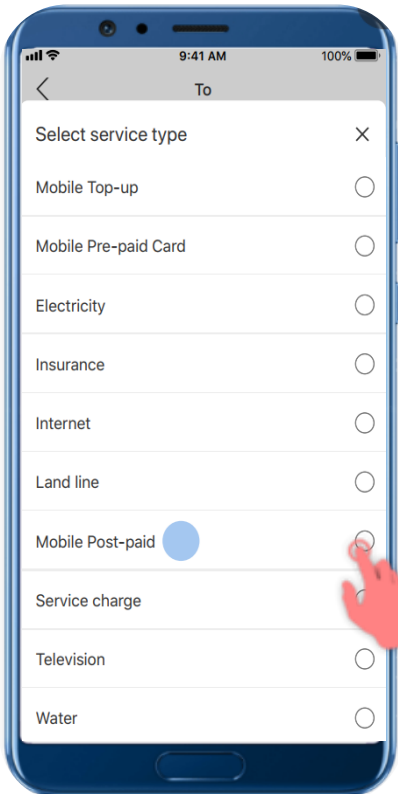 9:41 AM
100%
To
Select service type
Mobile Top-up
Mobile Pre-paid Card
Electricity
Insurance
Internet
Land line
Mobile Post-paid
Service charge
Television
Water